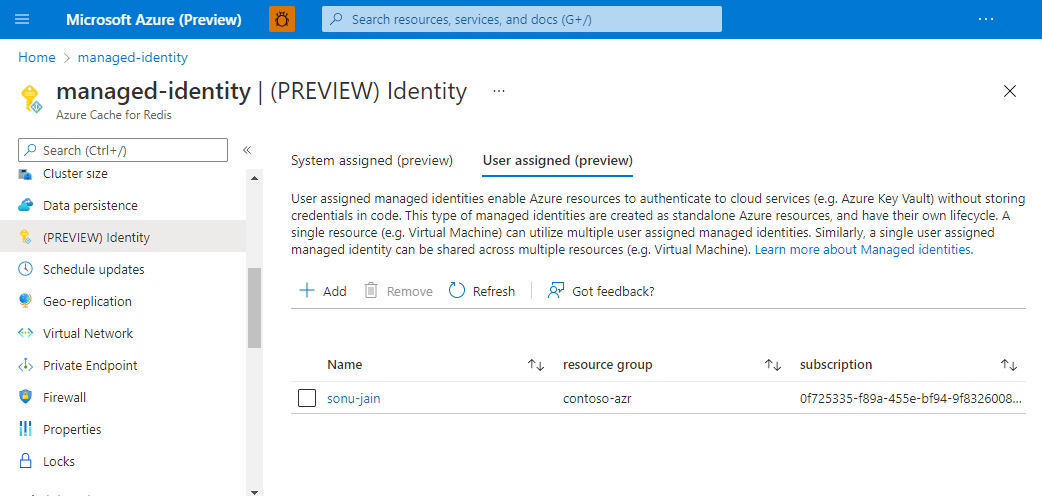 Microsoft Azure (Preview)
Search resources, services, and docs (G+/)
Home > managed-identity
managed-identity | (PREVIEW) Identity
Azure Cache for Redis
Search (Ctrl+/)
Cluster size
Data persistence
(PREVIEW) Identity
Schedule updates
Geo-replication
Virtual Network
Private Endpoint
Firewall
Properties
Locks
System assigned (preview) User assigned (preview)
User assigned managed identities enable Azure resources to authenticate to cloud services (e.g. Azure Key Vault) without storing
credentials in code. This type of managed identities are created as standalone Azure resources, and have their own lifecycle. A
single resource (e.g. Virtual Machine) can utilize multiple user assigned managed identities. Similarly, a single user assigned
managed identity can be shared across multiple resources (e.g. Virtual Machine). Learn more about Managed identities.
Add Remove Refresh Got feedback?
Name resource group subscription
sonu-jain contoso-azr 0f725335-f89a-455e-bf94-9f8326008...